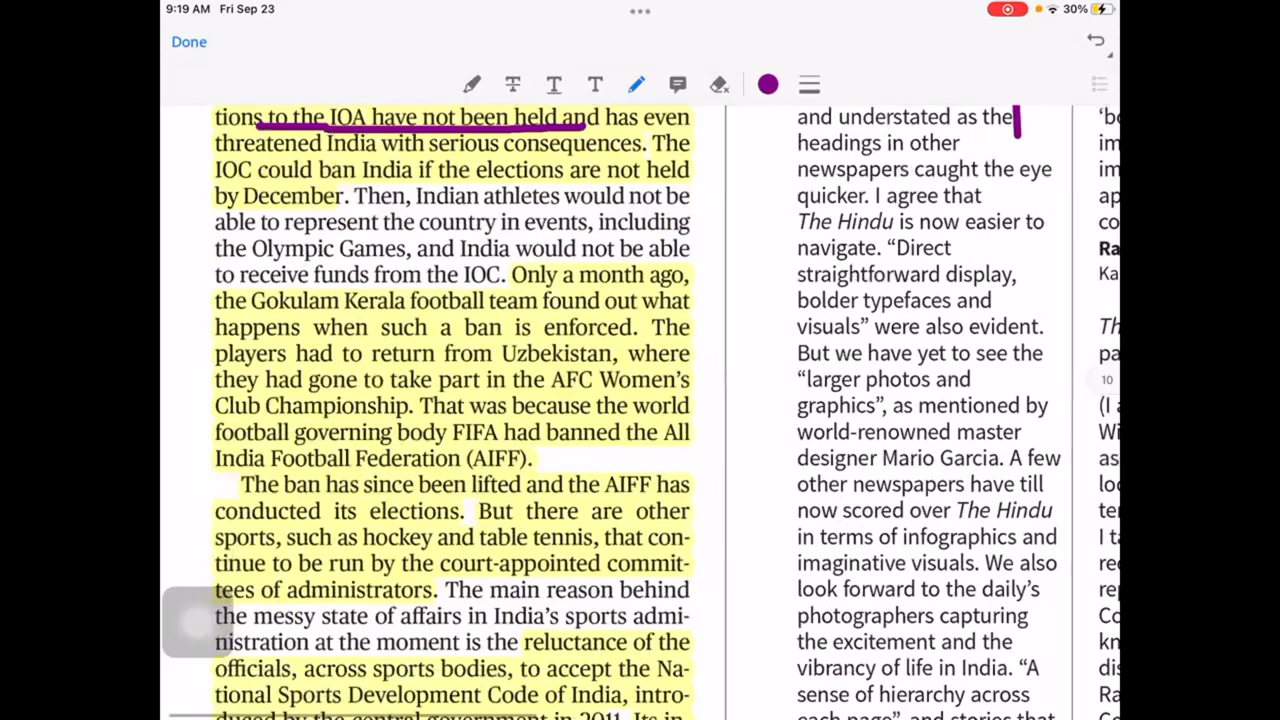 9:19 AM Fri Sep 23
30%
Done
tions to the IOA have not been held and has even
threatened India with serious consequences. The
IOC could ban India if the elections are not held
by December. Then, Indian athletes would not be
able to represent the country in events, including
the Olympic Games, and India would not be able
to receive funds from the IOC. Only a month ago,
the Gokulam Kerala football team found out what
happens when such a ban is enforced. The
players had to return from Uzbekistan, where
they had gone to take part in the AFC Women's
Club Championship. That was because the world
football governing body FIFA had banned the All
India Football Federation (AIFF).
The ban has since been lifted and the AIFF has
conducted its elections. But there are other
sports, such as hockey and table tennis, that con-
tinue to be run by the court-appointed commit-
tees of administrators. The main reason behind
the messy state of affairs in India's sports admi-
nistration at the moment is the reluctance of the
officials, across sports bodies, to accept the Na-
tional Sports Development Code of India, intro-
duced by the central government in 2011. Its in-
and understated as the
headings in other
newspapers caught the eye
quicker. I agree that
The Hindu is now easier to
navigate. “Direct
straightforward display,
bolder typefaces and
visuals” were also evident.
But we have yet to see the
“larger photos and
graphics”, as mentioned by
world-renowned master
designer Mario Garcia. A few
other newspapers have till
now scored over The Hindu
in terms of infographics and
imaginative visuals. We also
look forward to the daily's
photographers capturing
the excitement and the
vibrancy of life in India. “A
sense of hierarchy across
each page”, and stories that
10